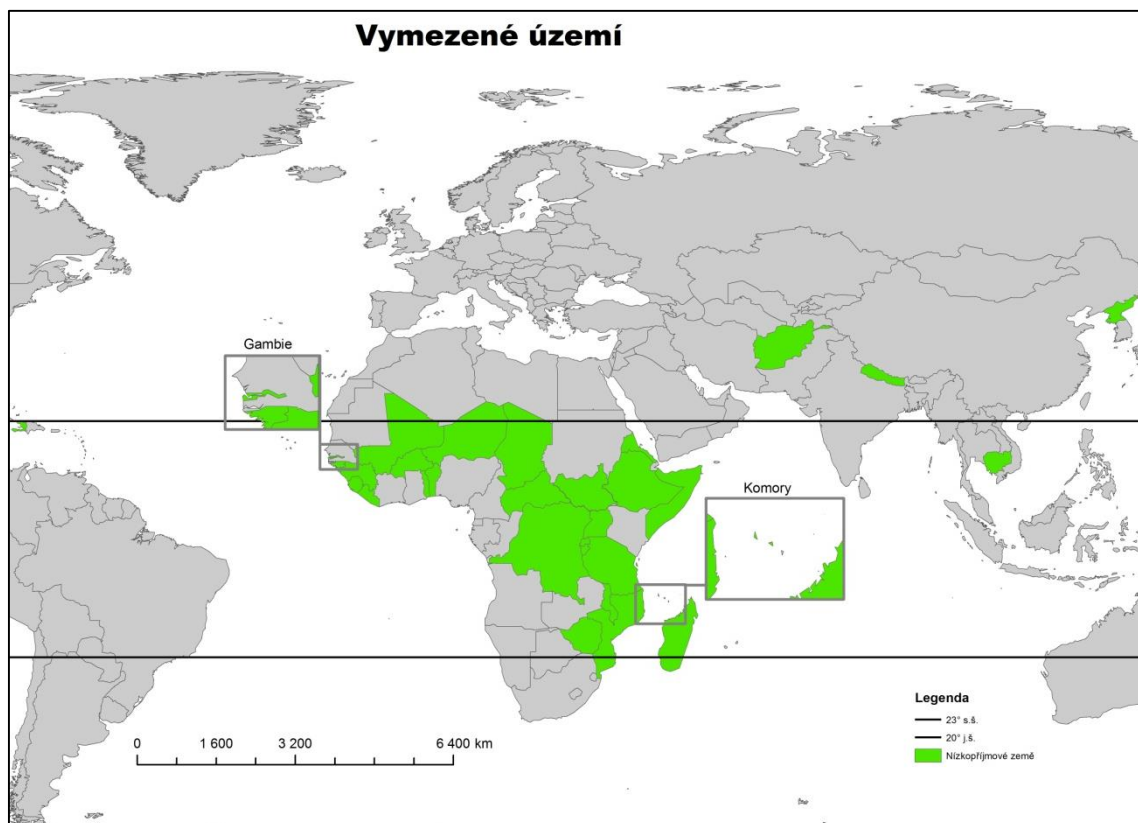 Vymezené území
Gambie
Komory
Legenda
23° s.š.
20° j.š.
Nízkopříjmové země
0 1 600 3 200 6 400 km